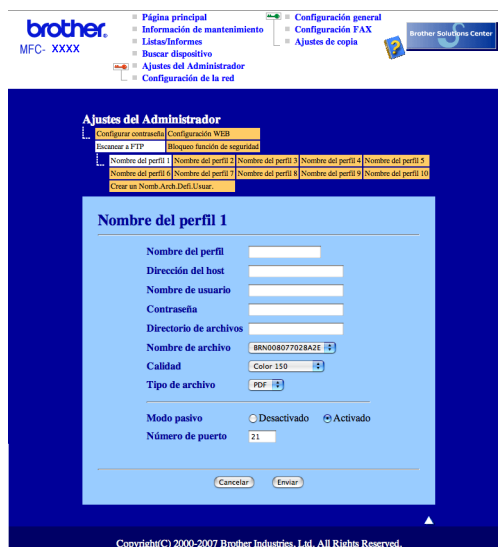 brother.
MFC- XXXX
Página principal
Información de mantenimiento
Listas/Informes
Buscar dispositivo
Ajustes del Administrador
Configuración de la red
Configuración general
Configuración FAX
Ajustes de copia
Brother Solutions Center
Ajustes del Administrador
Configurar contraseña Configuración WEB
Escanear a FTP Bloqueo función de seguridad
Nombre del perfil 1 Nombre del perfil 2 Nombre del perfil 3 Nombre del perfil 4 Nombre del perfil 5
Nombre del perfil 6 Nombre del perfil 7 Nombre del perfil 8 Nombre del perfil 9 Nombre del perfil 10
Crear un Nomb.Arch.Defi.Usuar.
Nombre del perfil 1
Nombre del perfil
Dirección del host
Nombre de usuario
Contraseña
Directorio de archivos
Nombre de archivo BRN008077028A2E
Calidad Color 150
Tipo de archivo PDF
Modo pasivo Desactivado Activado
Número de puerto 21
Cancelar Enviar
Copyright(C) 2000-2007 Brother Industries, Ltd. All Rights Reserved.